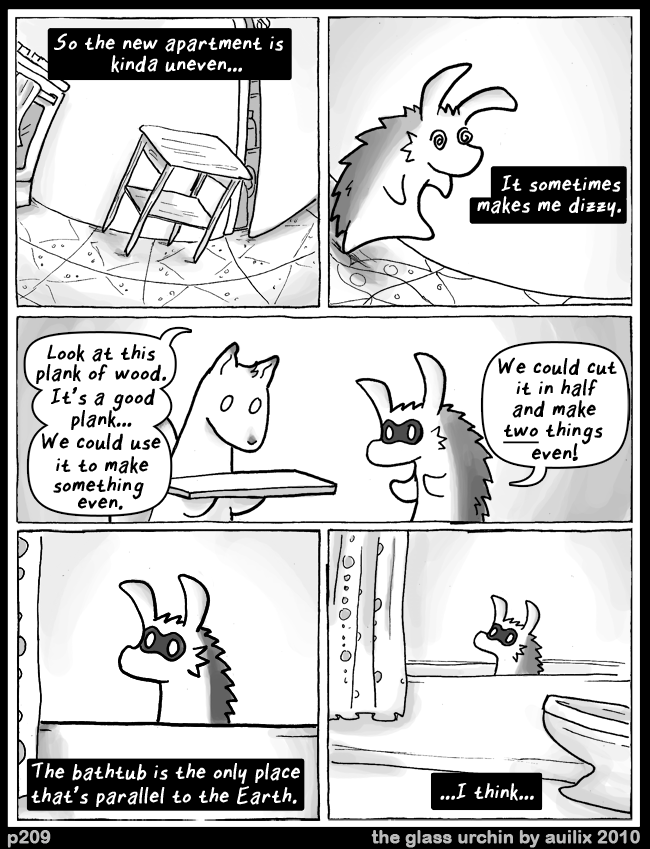 So the new apartment is
kinda uneven...
It sometimes
makes me dizzy.
Look at this
plank of wood.
It's a good
plank...
We could use
it to make
something
even.
We could cut
it in half
and make
two things
even!
The bathtub is the only place
that's parallel to the Earth.
...I think...
p209
the glass urchin by auilix 2010